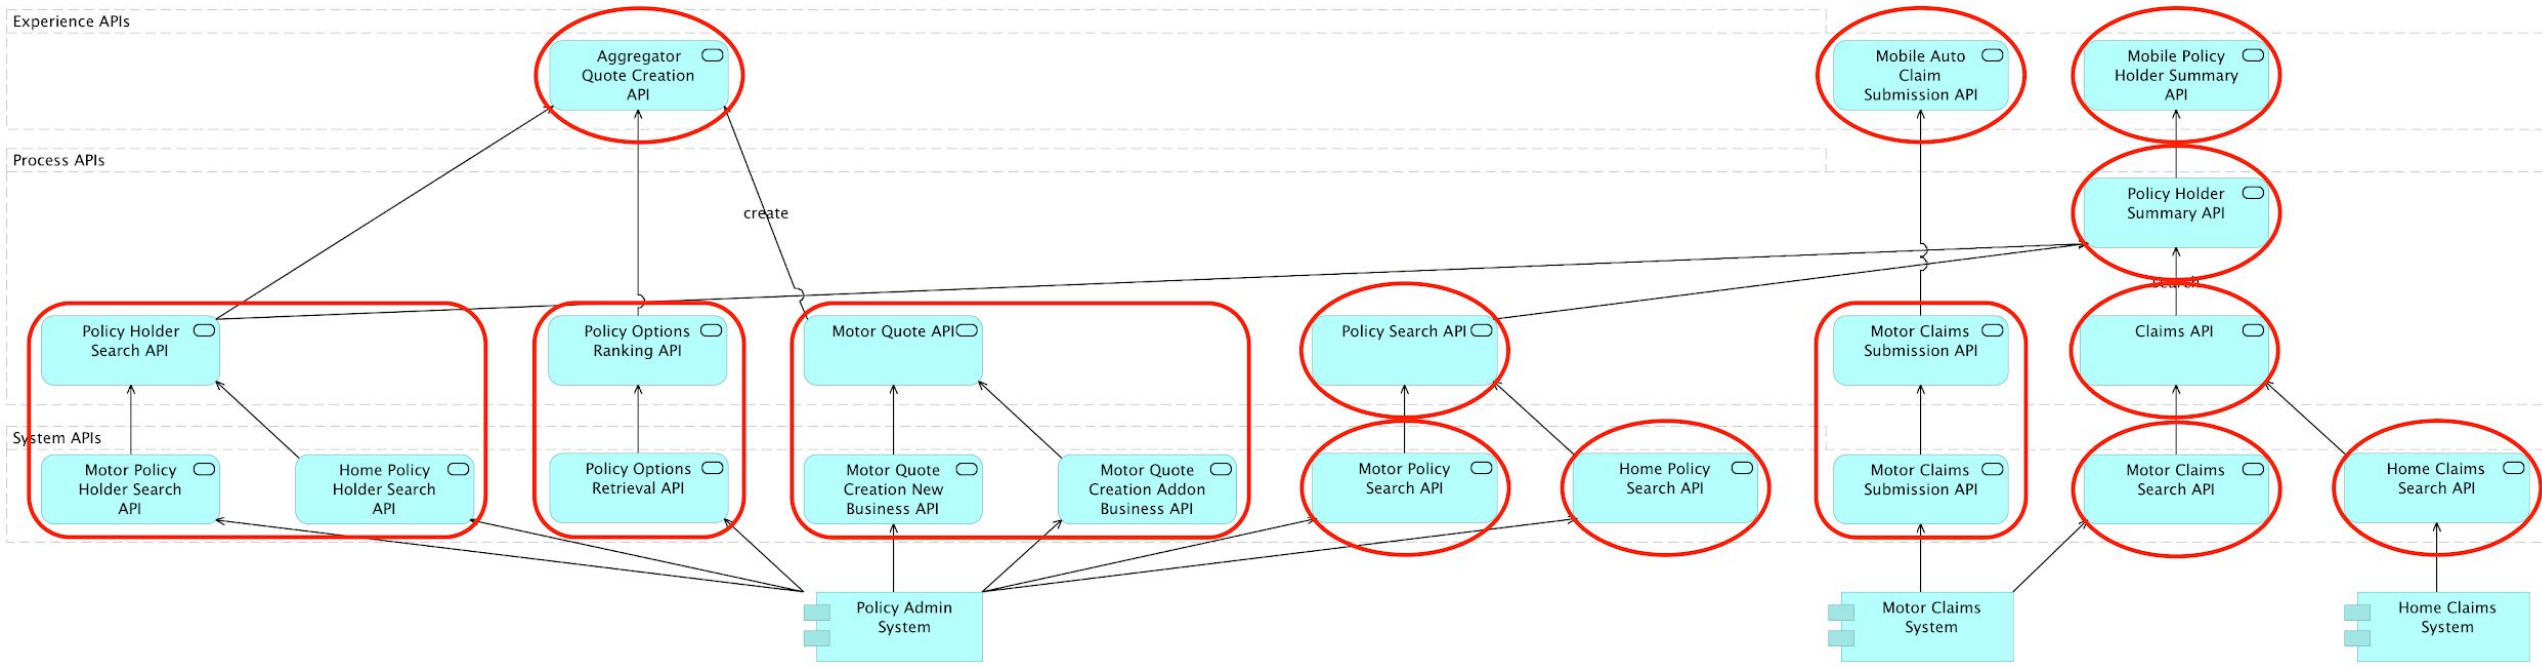 Experience APIs
Aggregator
Quote Creation
API
Mobile Auto
Claim
Submission API
Mobile Policy
Holder Summary
API
Process APIs
Policy Holder
Summary API
create
search
Policy Holder
Search API
Policy Options
Ranking API
Motor Quote API
Policy Search API
Motor Claims
Submission API
Claims API
System APIs
Motor Policy
Holder Search
API
Home Policy
Holder Search
API
Policy Options
Retrieval API
Motor Quote
Creation New
Business API
Motor Quote
Creation Addon
Business API
Motor Policy
Search API
Home Policy
Search API
Motor Claims
Submission API
Motor Claims
Search API
Home Claims
Search API
Policy Admin
System
Motor Claims
System
Home Claims
System